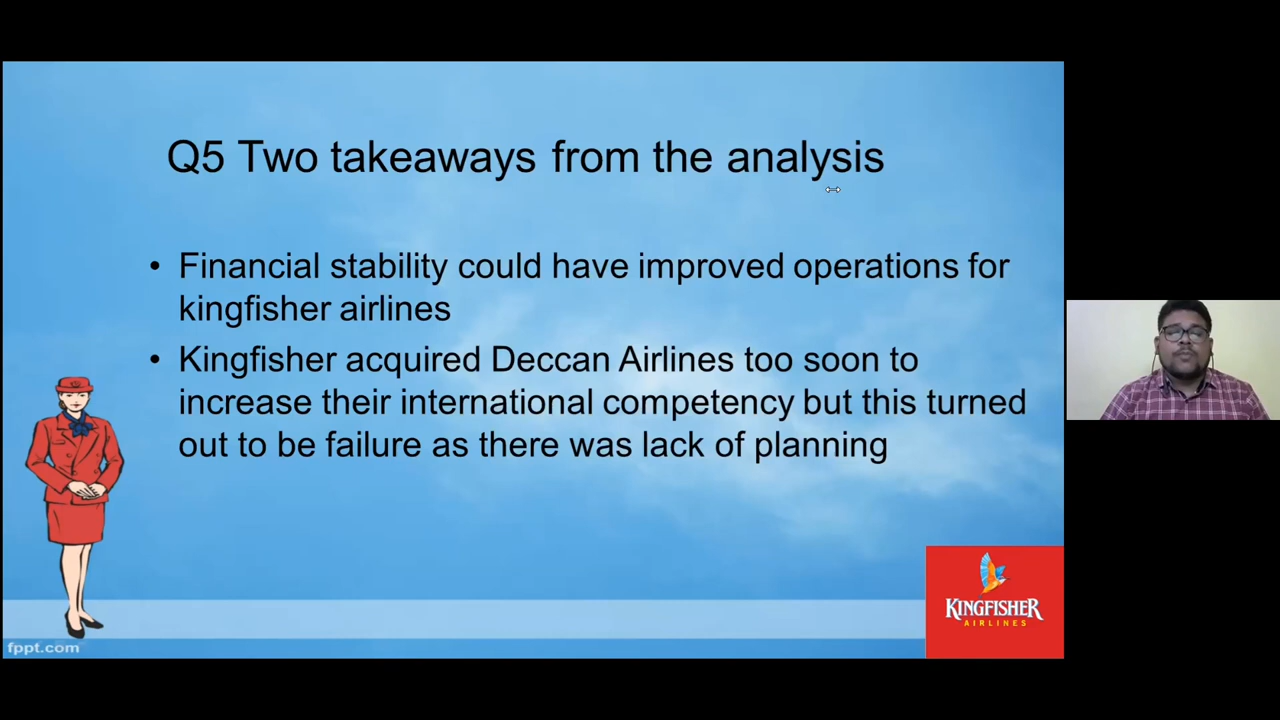 Q5 Two takeaways from the analysis
• Financial stability could have improved operations for
kingfisher airlines
• Kingfisher acquired Deccan Airlines too soon to
increase their international competency but this turned
out to be failure as there was lack of planning
KINGFISHER
AIRLINES
fppt.com